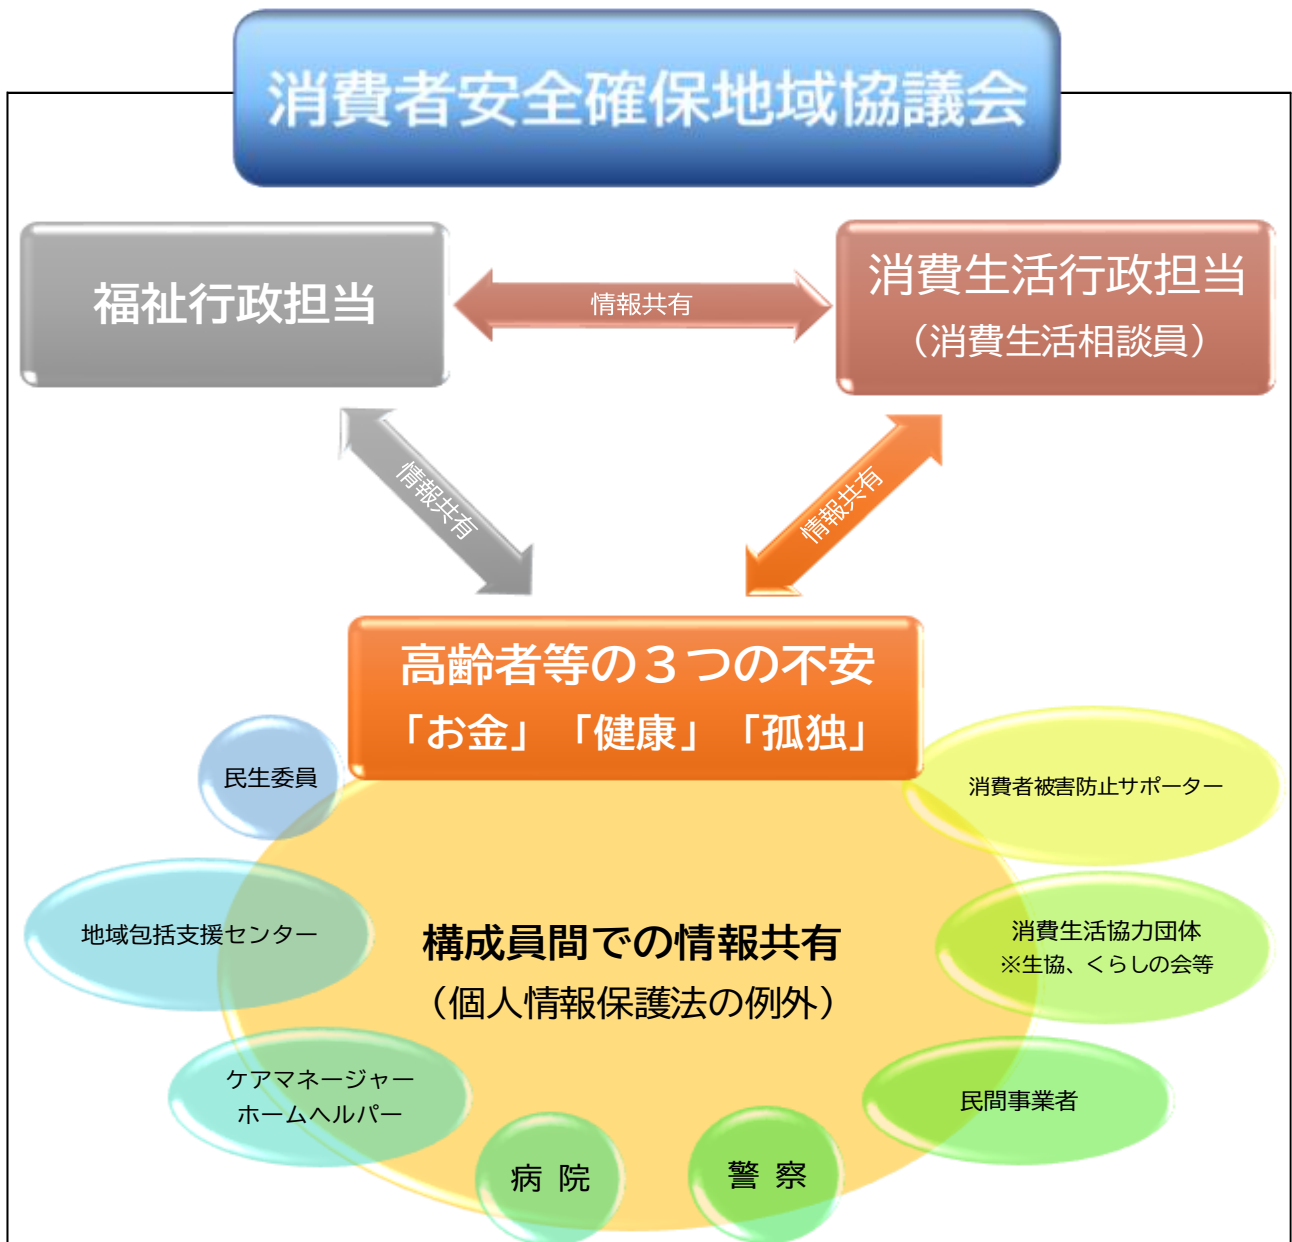 消費者安全確保地域協議会
福祉行政担当
情報共有
消費生活行政担当
（消費生活相談員）
情報共有
情報共有
高齢者等の３つの不安
「お金」「健康」「孤独」
民生委員
消費者被害防止サポーター
地域包括支援センター
構成員間での情報共有
（個人情報保護法の例外）
消費生活協力団体
※生協、くらしの会等
ケアマネージャー
ホームヘルパー
民間事業者
病 院
警 察